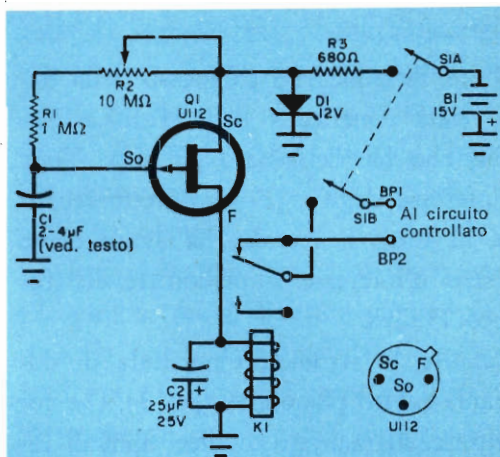 R3
680Ω
S1A
R2
10 MΩ
Q1
U112
Sc
D1
12V
B1
15V
+
R1
1 MΩ
So
F
S1B
BP1
Al circuito
controllato
BP2
C1
2-4µF
(ved. testo)
C2
+
25µF
25V
K1
Sc
F
So
U112